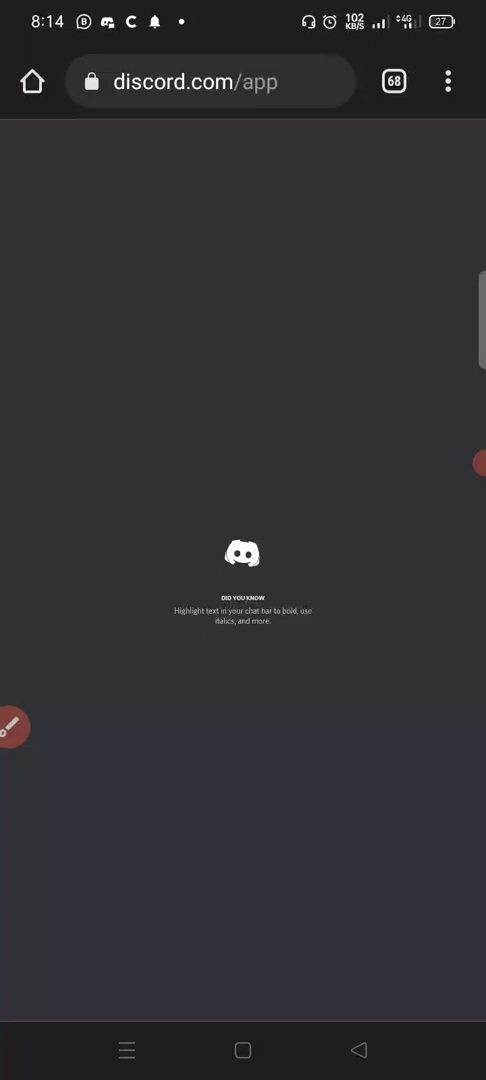 8:14
102
KB/S
4G
27
discord.com/app
68
DID YOU KNOW
Highlight text in your chat bar to bold, use
italics, and more.